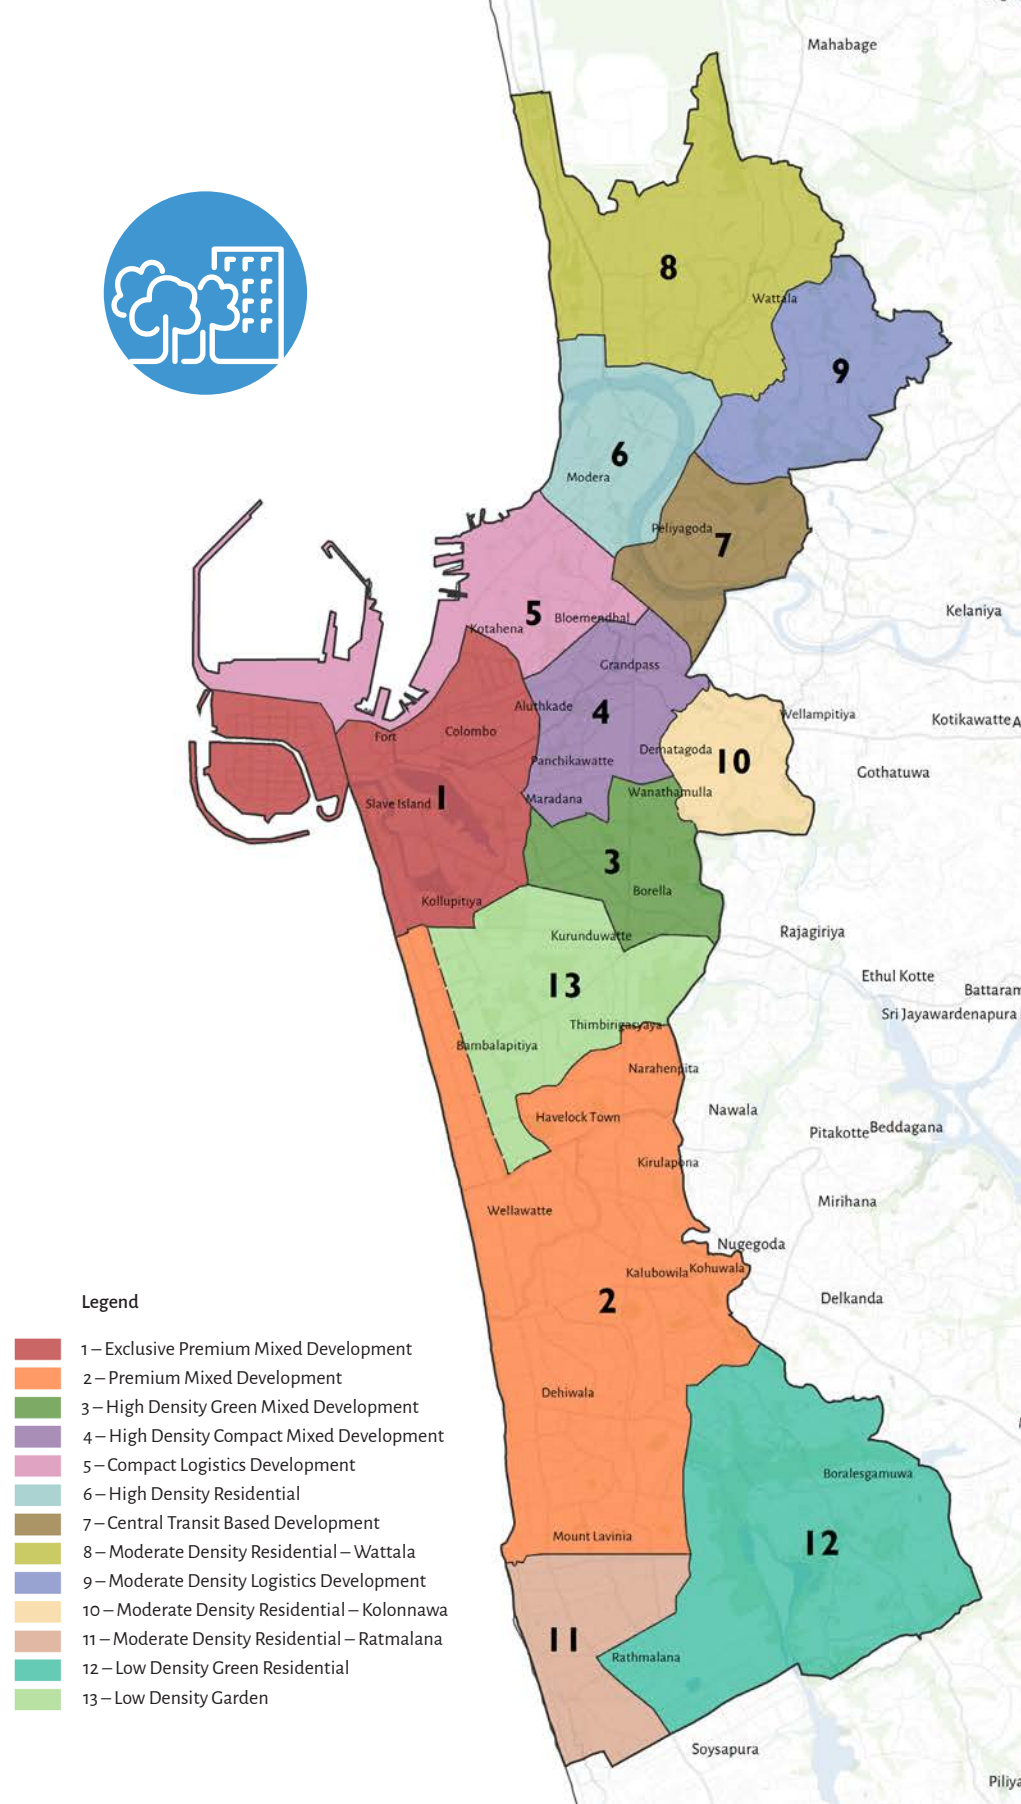 Mahabage
8
Wattala
9
6
Modera
Peliyagoda
7
Kelaniya
5
Bloemendhal
Kotahena
Grandpass
Aluthkade
4
Wellampitiya
Kotikawatte A
Fort
Colombo
Dematagoda
10
Panchikawatte
Gothatuwa
Slave Island
1
Maradana
Wanathamulla
3
Borella
Kollupitiya
Kurunduwatte
Rajagiriya
13
Ethul Kotte
Battaram
Sri Jayawardenapura
Thimbirigasyaya
Bambalapitiya
Narahenpita
Havelock Town
Nawala
Pitakotte
Beddagana
Kirulapona
Mirihana
Wellawatte
Nugegoda
Kalubowila
Kohuwala
2
Delkanda
Dehiwala
Boralesgamuwa
Mount Lavinia
12
11
Rathmalana
Soysapura
Piliya
Legend
1 – Exclusive Premium Mixed Development
2 – Premium Mixed Development
3 – High Density Green Mixed Development
4 – High Density Compact Mixed Development
5 – Compact Logistics Development
6 – High Density Residential
7 – Central Transit Based Development
8 – Moderate Density Residential – Wattala
9 – Moderate Density Logistics Development
10 – Moderate Density Residential – Kolonnawa
11 – Moderate Density Residential – Ratmalana
12 – Low Density Green Residential
13 – Low Density Garden